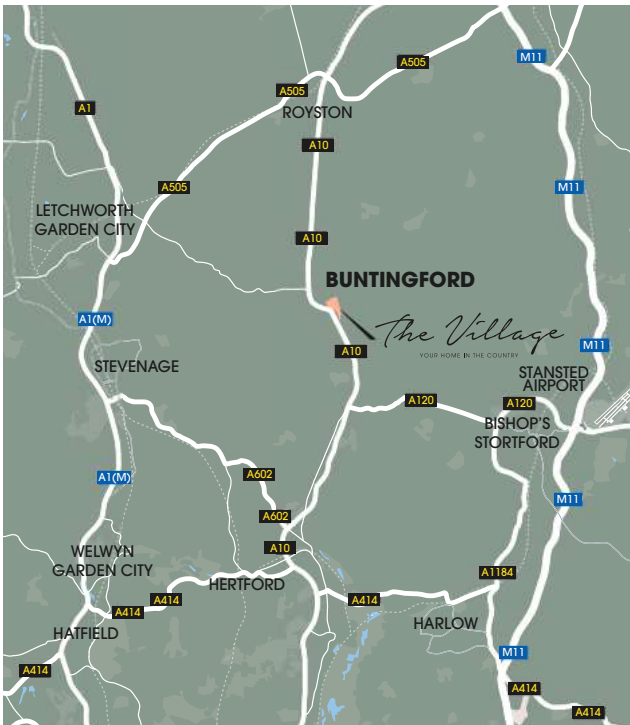 M11
A505
A505
A1
ROYSTON
A10
A505
M11
LETCHWORTH
GARDEN CITY
A10
BUNTINGFORD
A1(M)
The Village
YOUR HOME IN THE COUNTRY
A10
M11
STEVENAGE
STANSTED
AIRPORT
A120
A120
BISHOP'S
STORTFORD
A602
A1(M)
M11
A602
A10
WELWYN
GARDEN CITY
A1184
HERTFORD
A414
A414
A414
HATFIELD
HARLOW
M11
A414
A414
A414